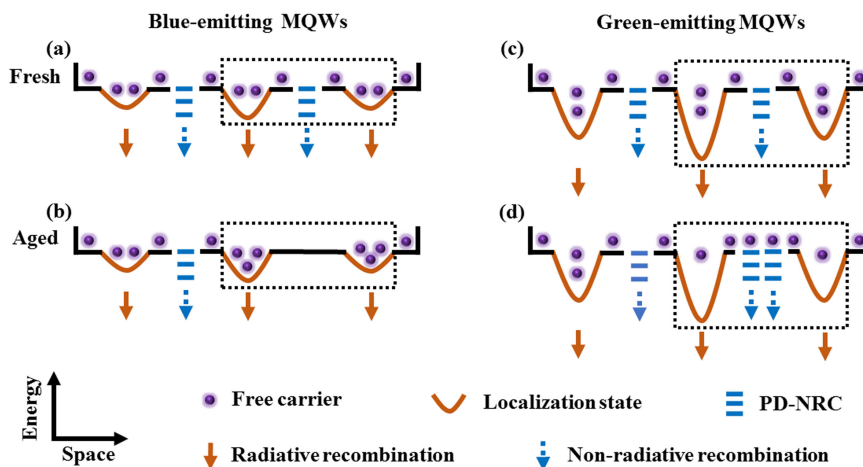 Blue-emitting MQWs
Green-emitting MQWs
(a)
(c)
Fresh
(b)
(d)
Aged
Energy
Space
Free carrier
Localization state
PD-NRC
Radiative recombination
Non-radiative recombination